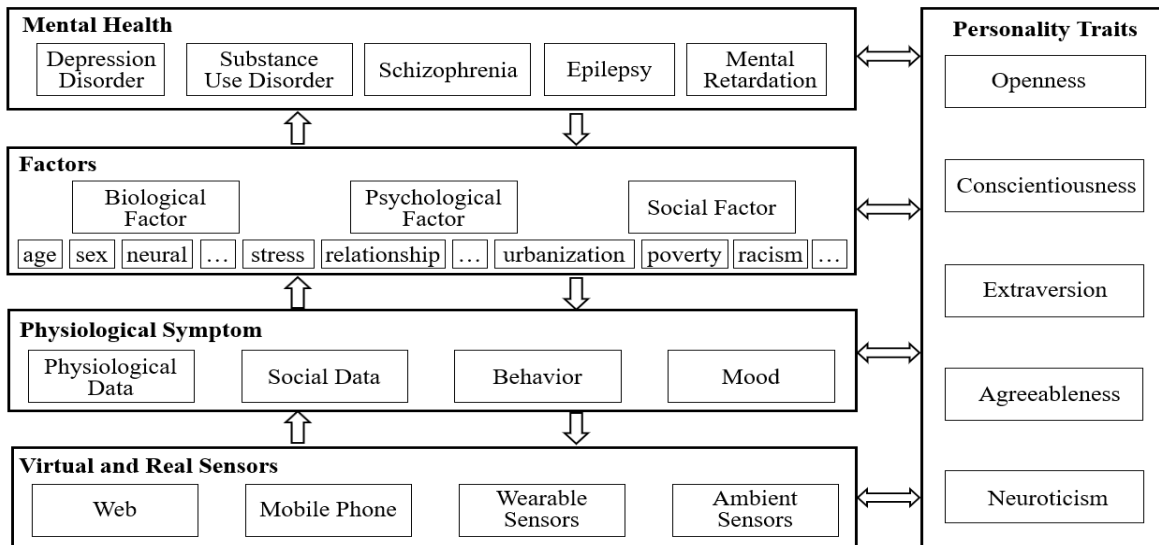 Mental Health
Depression
Disorder
Substance
Use Disorder
Schizophrenia
Epilepsy
Mental
Retardation
Factors
Biological
Factor
Psychological
Factor
Social Factor
age
sex
neural
…
stress
relationship
…
urbanization
poverty
racism
…
Physiological Symptom
Physiological
Data
Social Data
Behavior
Mood
Virtual and Real Sensors
Web
Mobile Phone
Wearable
Sensors
Ambient
Sensors
Personality Traits
Openness
Conscientiousness
Extraversion
Agreeableness
Neuroticism